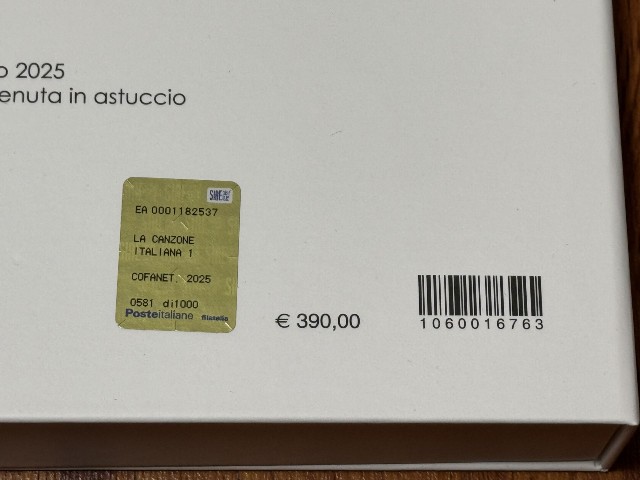 o 2025
enuta in astuccio
SIAE
EA 0001182537
LA CANZONE
ITALIANA 1
COFANET. 2025
0581 di1000
Posteitaliane filatelia
€ 390,00
1060016763